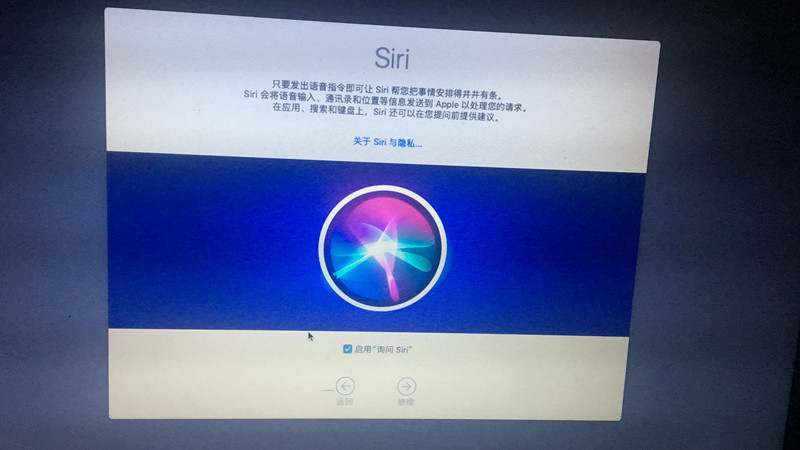 Siri
只要发出语音指令即可让 Siri 帮您把事情安排得井井有条。
Siri 会将语音输入、通讯录和位置等信息发送到 Apple 以处理您的请求。
在应用、搜索和键盘上，Siri 还可以在您提问前提供建议。
关于 Siri 与隐私...
启用“询问 Siri”
返回 继续